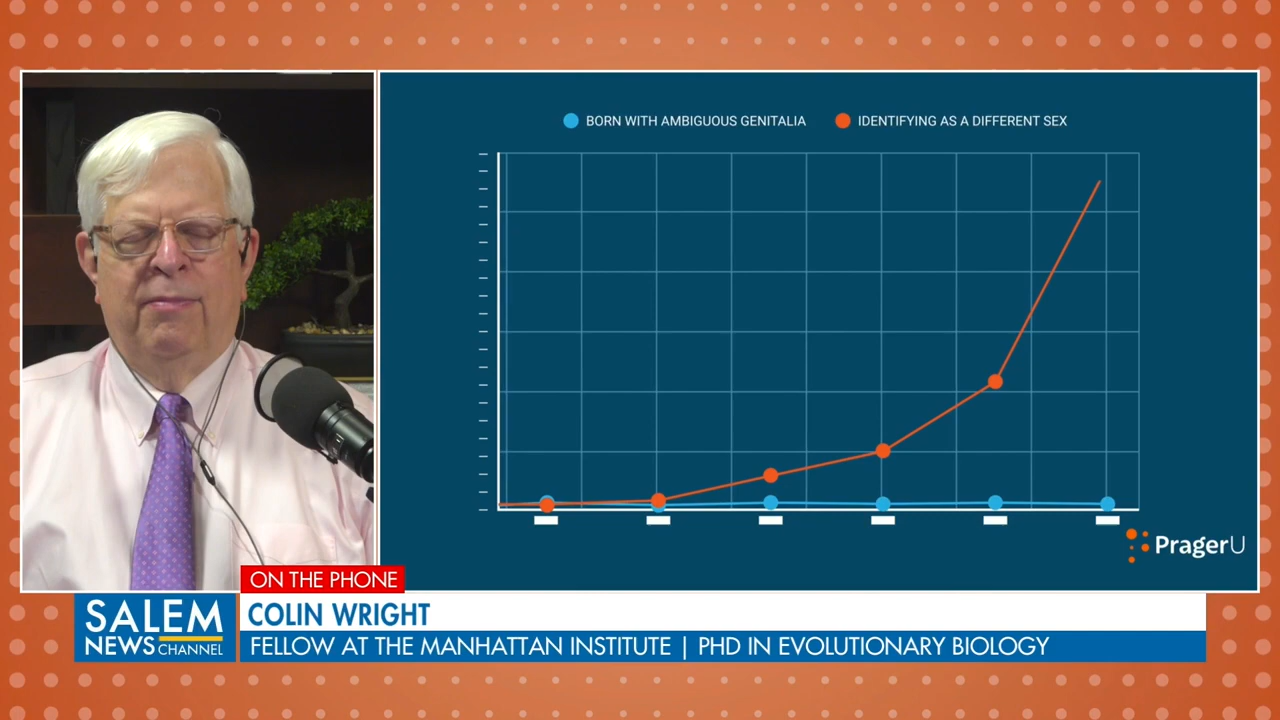 BORN WITH AMBIGUOUS GENITALIA
IDENTIFYING AS A DIFFERENT SEX
PragerU
ON THE PHONE
SALEM
NEWS CHANNEL
COLIN WRIGHT
FELLOW AT THE MANHATTAN INSTITUTE | PHD IN EVOLUTIONARY BIOLOGY